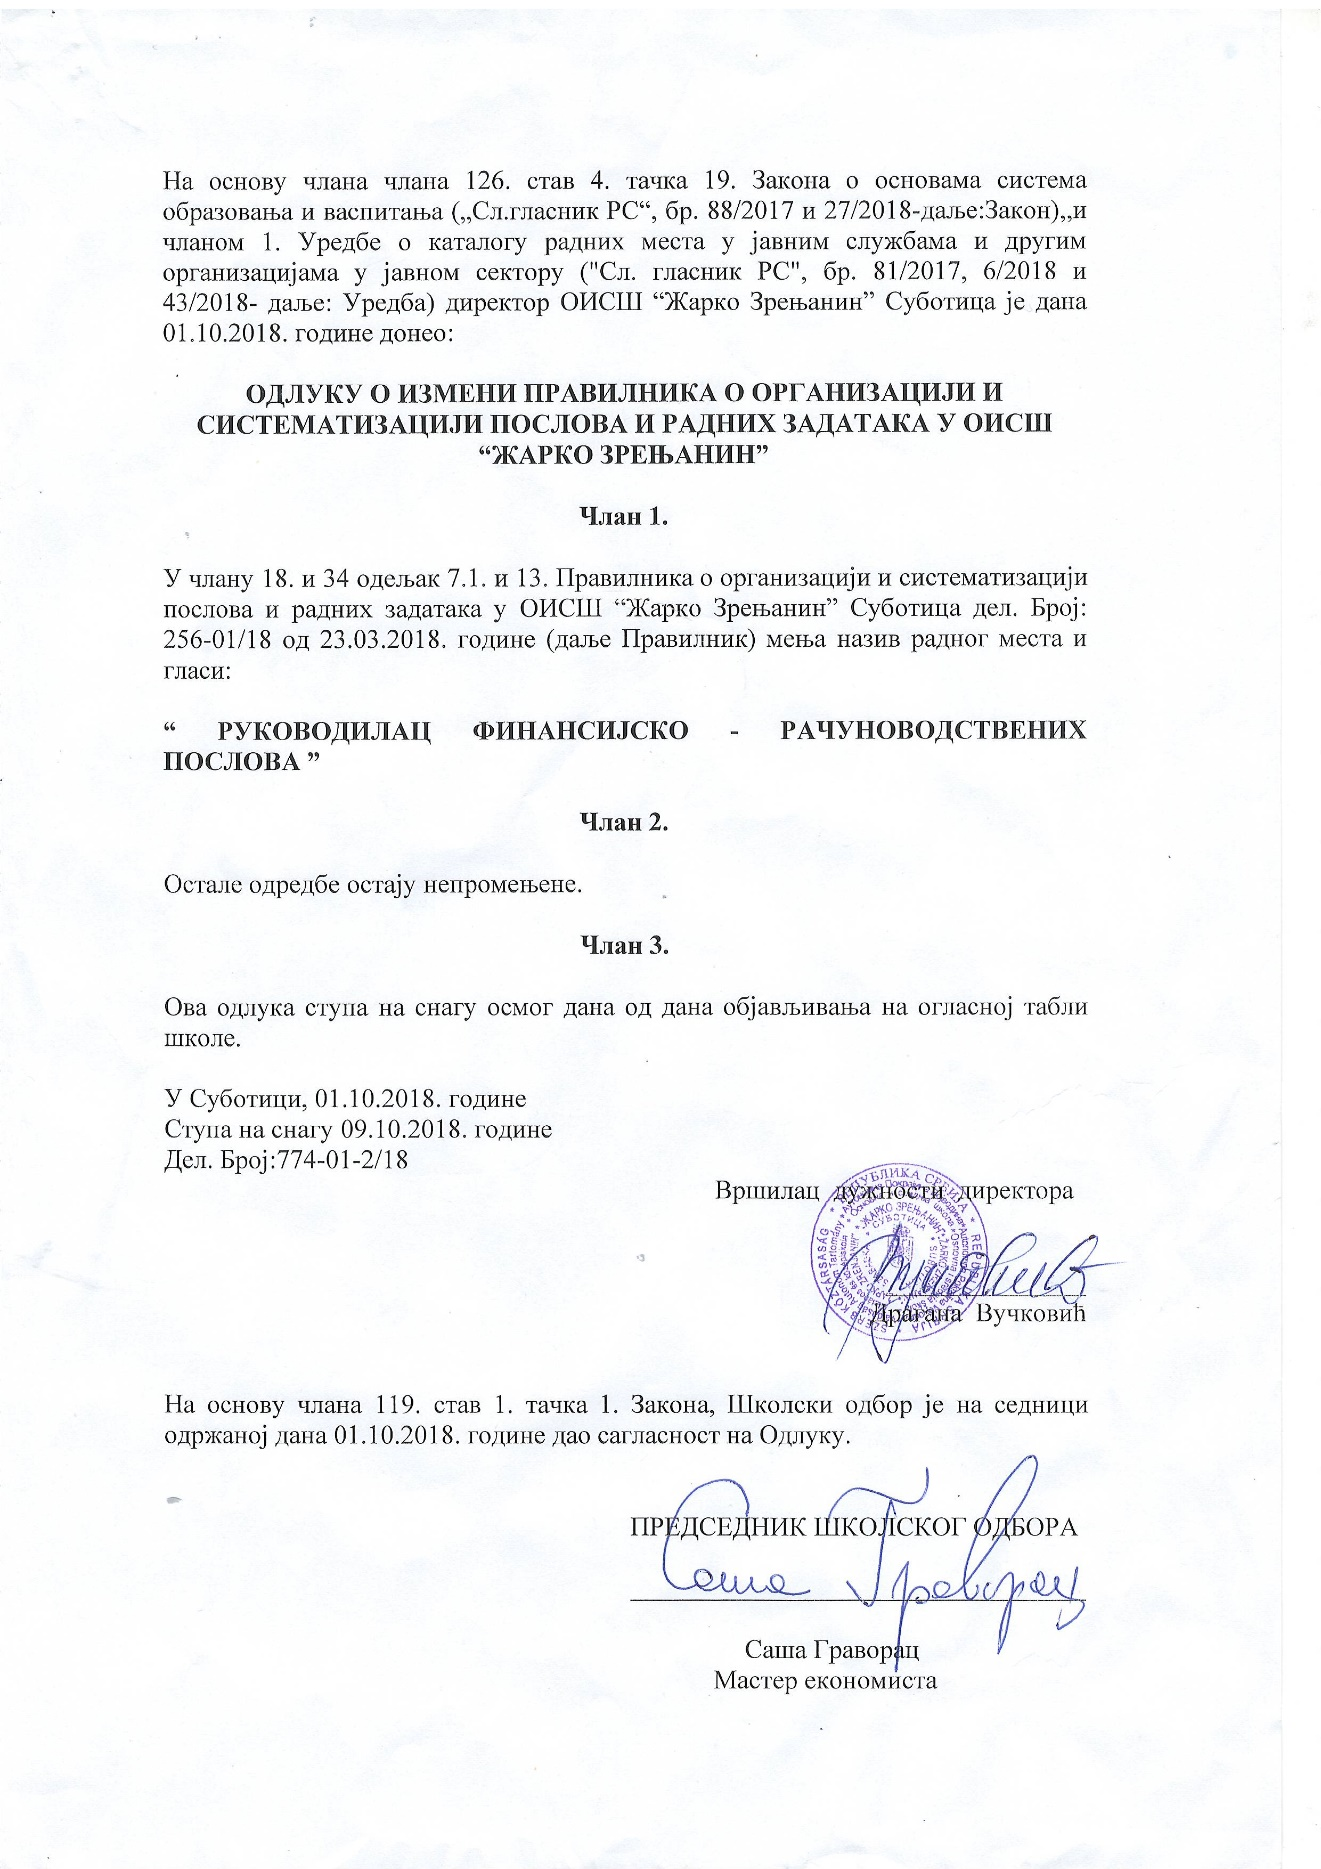 На основу члана члана 126. став 4. тачка 19. Закона о основама система
образовања и васпитања („Сл.гласник РС“, бр. 88/2017 и 27/2018-даље:Закон)„и
чланом 1. Уредбе о каталогу радних места у јавним службама и другим
организацијама у јавном сектору ("Сл. гласник РС", бр. 81/2017, 6/2018 и
43/2018- даље: Уредба) директор ОИСШ “Жарко Зрењанин” Суботица је дана
01.10.2018. године донео:
ОДЛУКУ О ИЗМЕНИ ПРАВИЛНИКА О ОРГАНИЗАЦИЈИ И
СИСТЕМАТИЗАЦИЈИ ПОСЛОВА И РАДНИХ ЗАДАТАКА У ОИСШ
“ЖАРКО ЗРЕЊАНИН”
Члан 1.
У члану 18. и 34 одељак 7.1. и 13. Правилника о организацији и систематизацији
послова и радних задатака у ОИСШ “Жарко Зрењанин” Суботица дел. Број:
256-01/18 од 23.03.2018. године (даље Правилник) мења назив радног места и
гласи:
“ РУКОВОДИЛАЦ ФИНАНСИЈСКО - РАЧУНОВОДСТВЕНИХ
ПОСЛОВА ”
Члан 2.
Остале одредбе остају непромењене.
Члан 3.
Ова одлука ступа на снагу осмог дана од дана објављивања на огласној табли
школе.
У Суботици, 01.10.2018. године
Ступа на снагу 09.10.2018. године
Дел. Број:774-01-2/18
Вршилац дужности директора
РЕПУБЛИКА СРБИЈА * REPUBLIKA SRBIJA * SZERB KÖZTÁRSASÁG
Драгана Вучковић
На основу члана 119. став 1. тачка 1. Закона, Школски одбор је на седници
одржаној дана 01.10.2018. године дао сагласност на Одлуку.
ПРЕДСЕДНИК ШКОЛСКОГ ОДБОРА
Саша Граворац
Саша Граворац
Мастер економиста